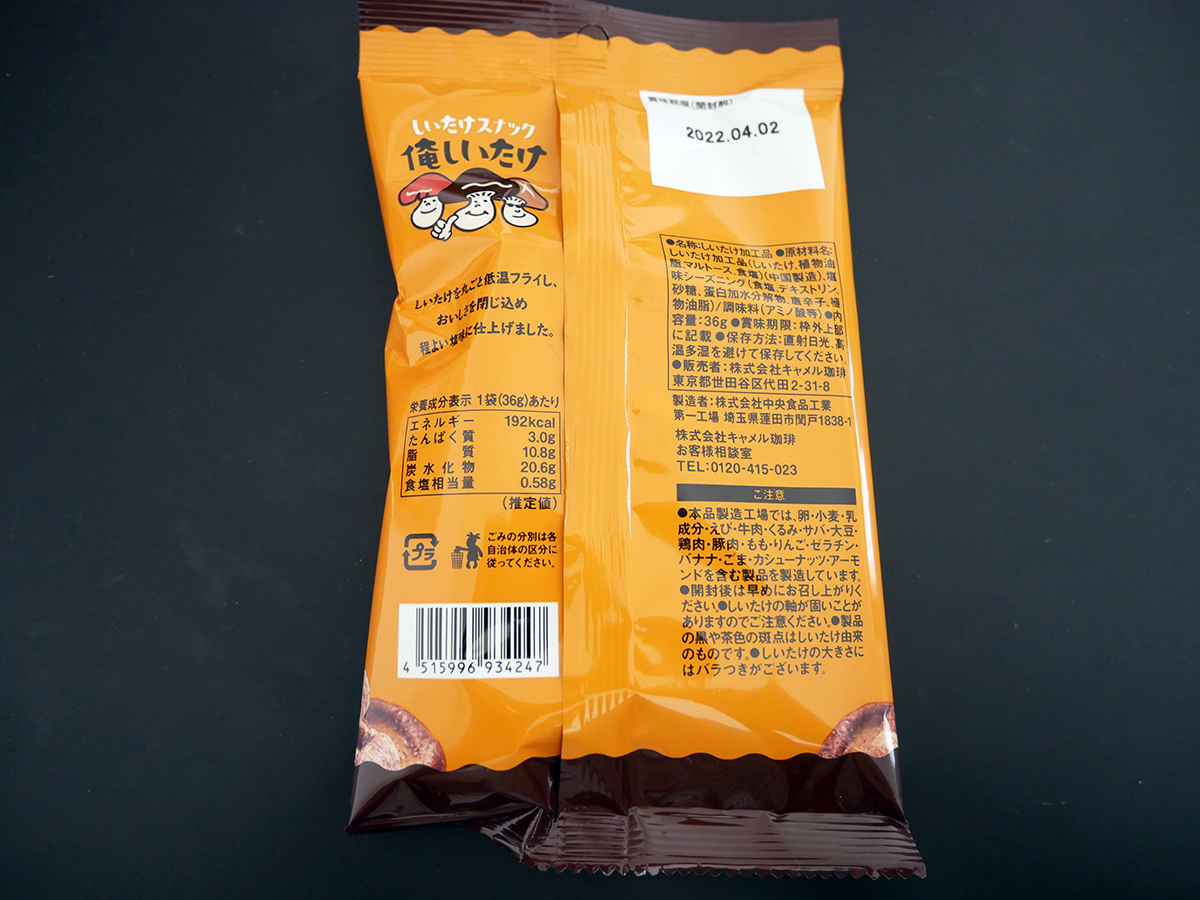 しいたけスナック
俺しいたけ
しいたけを丸ごと低温フライし、
おいしさを閉じ込め
程よい塩味に仕上げました。
栄養成分表示 1袋(36g)あたり
エネルギー 192kcal
たんぱく質 3.0g
脂質 10.8g
炭水化物 20.6g
食塩相当量 0.58g
(推定値)
プラ
ごみの分別は各
自治体の区分に
従ってください。
4 515996 934247
賞味期限(開封前)
2022.04.02
●名称:しいたけ加工品 ●原材料名:
しいたけ加工品(しいたけ、植物油
脂、マルトース、食塩)(中国製造)、塩
味シーズニング(食塩、デキストリン、
砂糖、蛋白加水分解物、唐辛子、植
物油脂)/調味料(アミノ酸等) ●内
容量:36g ●賞味期限:枠外上部
に記載 ●保存方法:直射日光、高
温多湿を避けて保存してください
●販売者:株式会社キャメル珈琲
東京都世田谷区代田2-31-8
製造者:株式会社中央食品工業
第一工場 埼玉県蓮田市閏戸1838-1
株式会社キャメル珈琲
お客様相談室
TEL:0120-415-023
ご注意
●本品製造工場では、卵・小麦・乳
成分・えび・牛肉・くるみ・サバ・大豆・
鶏肉・豚肉・もも・りんご・ゼラチン・
バナナ・ごま・カシューナッツ・アーモ
ンドを含む製品を製造しています。
●開封後は早めにお召し上がりく
ださい。●しいたけの軸が固いことが
ありますのでご注意ください。●製品
の黒や茶色の斑点はしいたけ由来
のものです。●しいたけの大きさに
はバラつきがございます。